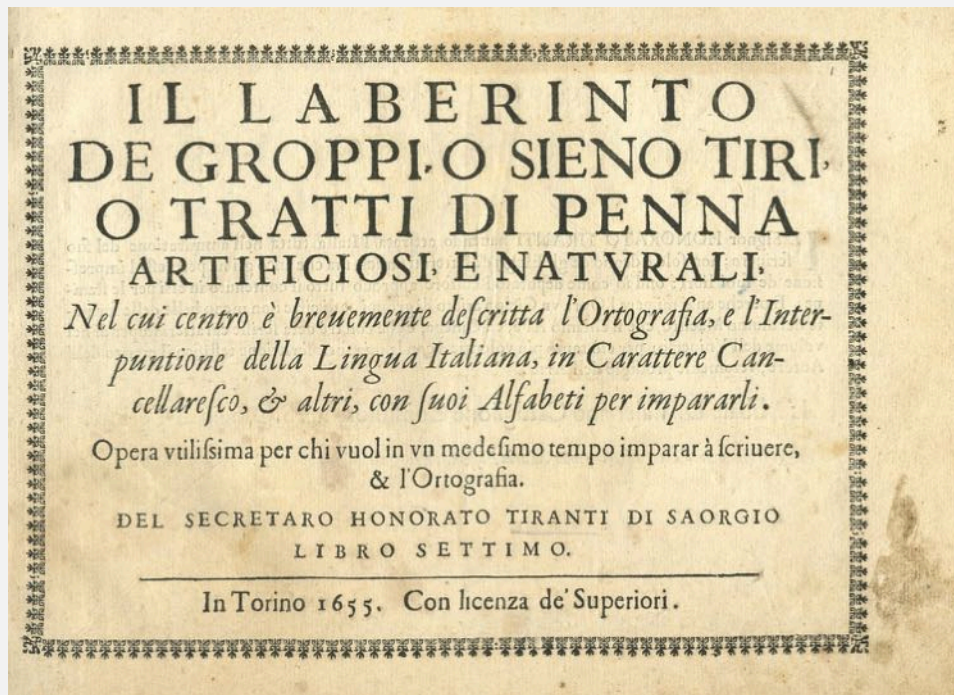 IL LABERINTO
DE GROPPI, O SIENO TIRI,
O TRATTI DI PENNA
ARTIFICIOSI, E NATVRALI,
Nel cui centro è breuemente deſcritta l'Ortografia, e l'Inter-
puntione della Lingua Italiana, in Carattere Can-
cellareſco, & altri, con ſuoi Alfabeti per impararli.
Opera vtiliſſima per chi vuol in vn medeſimo tempo imparar à ſcriuere,
& l'Ortografia.
DEL SECRETARO HONORATO TIRANTI DI SAORGIO
LIBRO SETTIMO.
In Torino 1655. Con licenza de' Superiori.